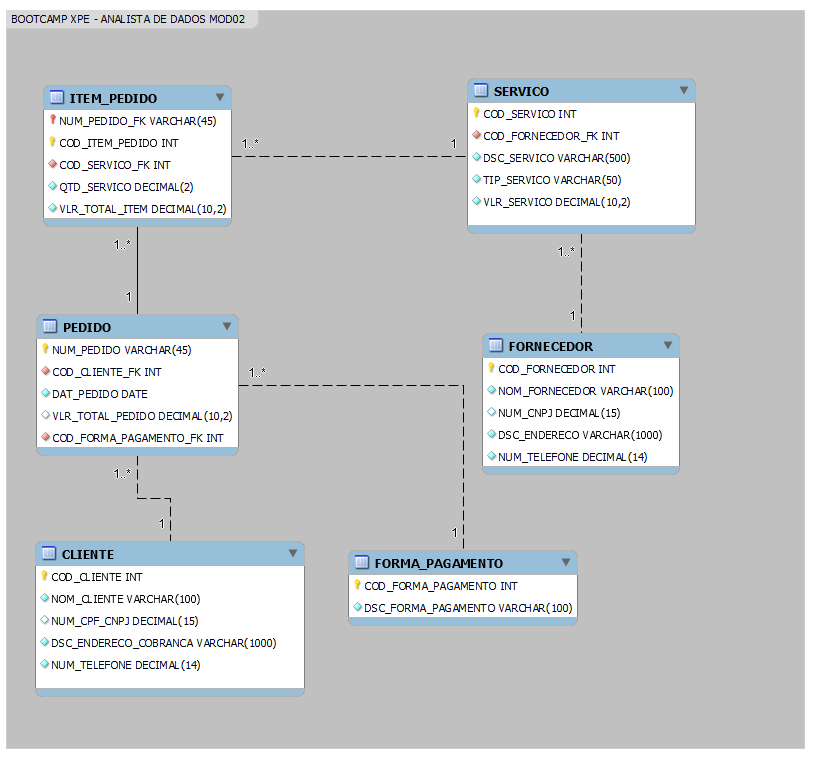 BOOTCAMP XPE - ANALISTA DE DADOS MOD02
ITEM_PEDIDO
NUM_PEDIDO_FK VARCHAR(45)
COD_ITEM_PEDIDO INT
COD_SERVICO_FK INT
QTD_SERVICO DECIMAL(2)
VLR_TOTAL_ITEM DECIMAL(10,2)
1..*
1
SERVICO
COD_SERVICO INT
COD_FORNECEDOR_FK INT
DSC_SERVICO VARCHAR(500)
TIP_SERVICO VARCHAR(50)
VLR_SERVICO DECIMAL(10,2)
1..*
1
1..*
1
PEDIDO
NUM_PEDIDO VARCHAR(45)
COD_CLIENTE_FK INT
DAT_PEDIDO DATE
VLR_TOTAL_PEDIDO DECIMAL(10,2)
COD_FORMA_PAGAMENTO_FK INT
1..*
1
FORNECEDOR
COD_FORNECEDOR INT
NOM_FORNECEDOR VARCHAR(100)
NUM_CNPJ DECIMAL(15)
DSC_ENDERECO VARCHAR(1000)
NUM_TELEFONE DECIMAL(14)
1..*
1
CLIENTE
COD_CLIENTE INT
NOM_CLIENTE VARCHAR(100)
NUM_CPF_CNPJ DECIMAL(15)
DSC_ENDERECO_COBRANCA VARCHAR(1000)
NUM_TELEFONE DECIMAL(14)
FORMA_PAGAMENTO
COD_FORMA_PAGAMENTO INT
DSC_FORMA_PAGAMENTO VARCHAR(100)